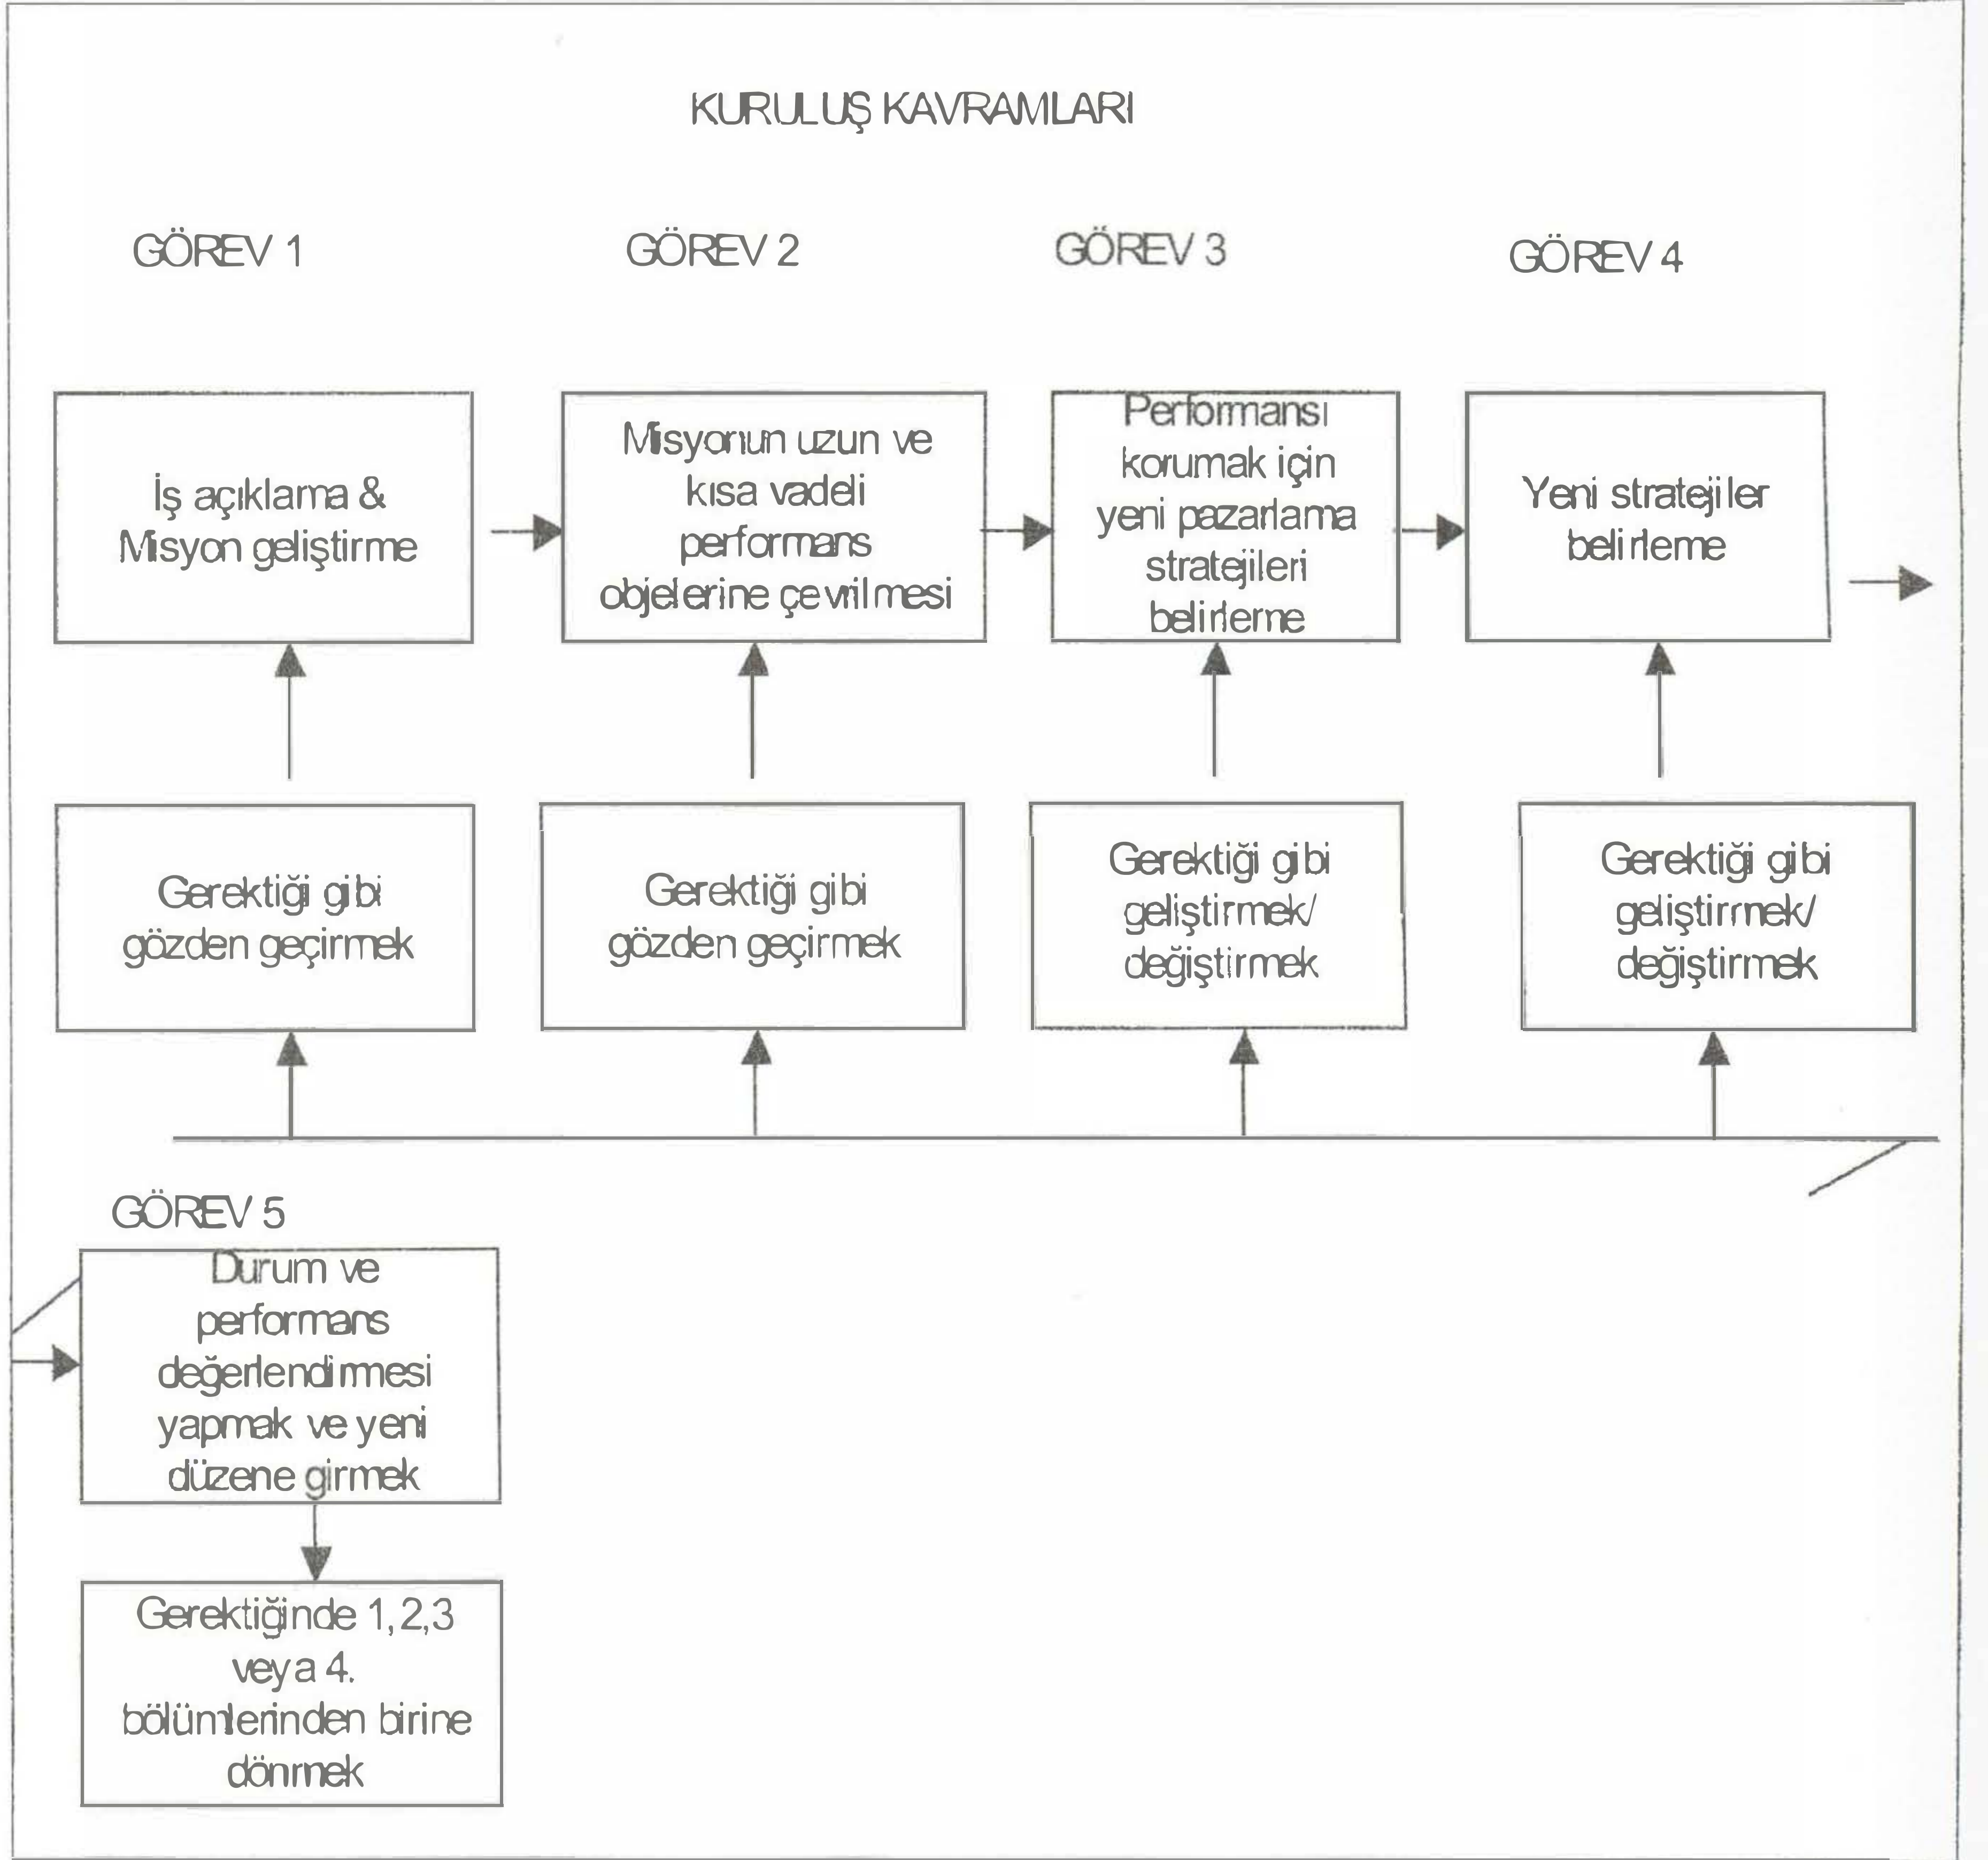 KURULUŞ KAVRAMLARI
GÖREV 1
GÖREV 2
GÖREV 3
GÖREV 4
İş açıklama &
Misyon geliştirme
Misyonun uzun ve
kısa vadeli
performans
objelerine çevrilmesi
Performansı
korumak için
yeni pazarlama
stratejileri
belirleme
Yeni stratejiler
belirleme
Gerektiği gibi
gözden geçirmek
Gerektiği gibi
gözden geçirmek
Gerektiği gibi
geliştirmek/
değiştirmek
Gerektiği gibi
geliştirmek/
değiştirmek
GÖREV 5
Durum ve
performans
değerlendirmesi
yapmak ve yeni
düzene girmek
Gerektiğinde 1,2,3
veya 4.
bölümlerinden birine
dönmek